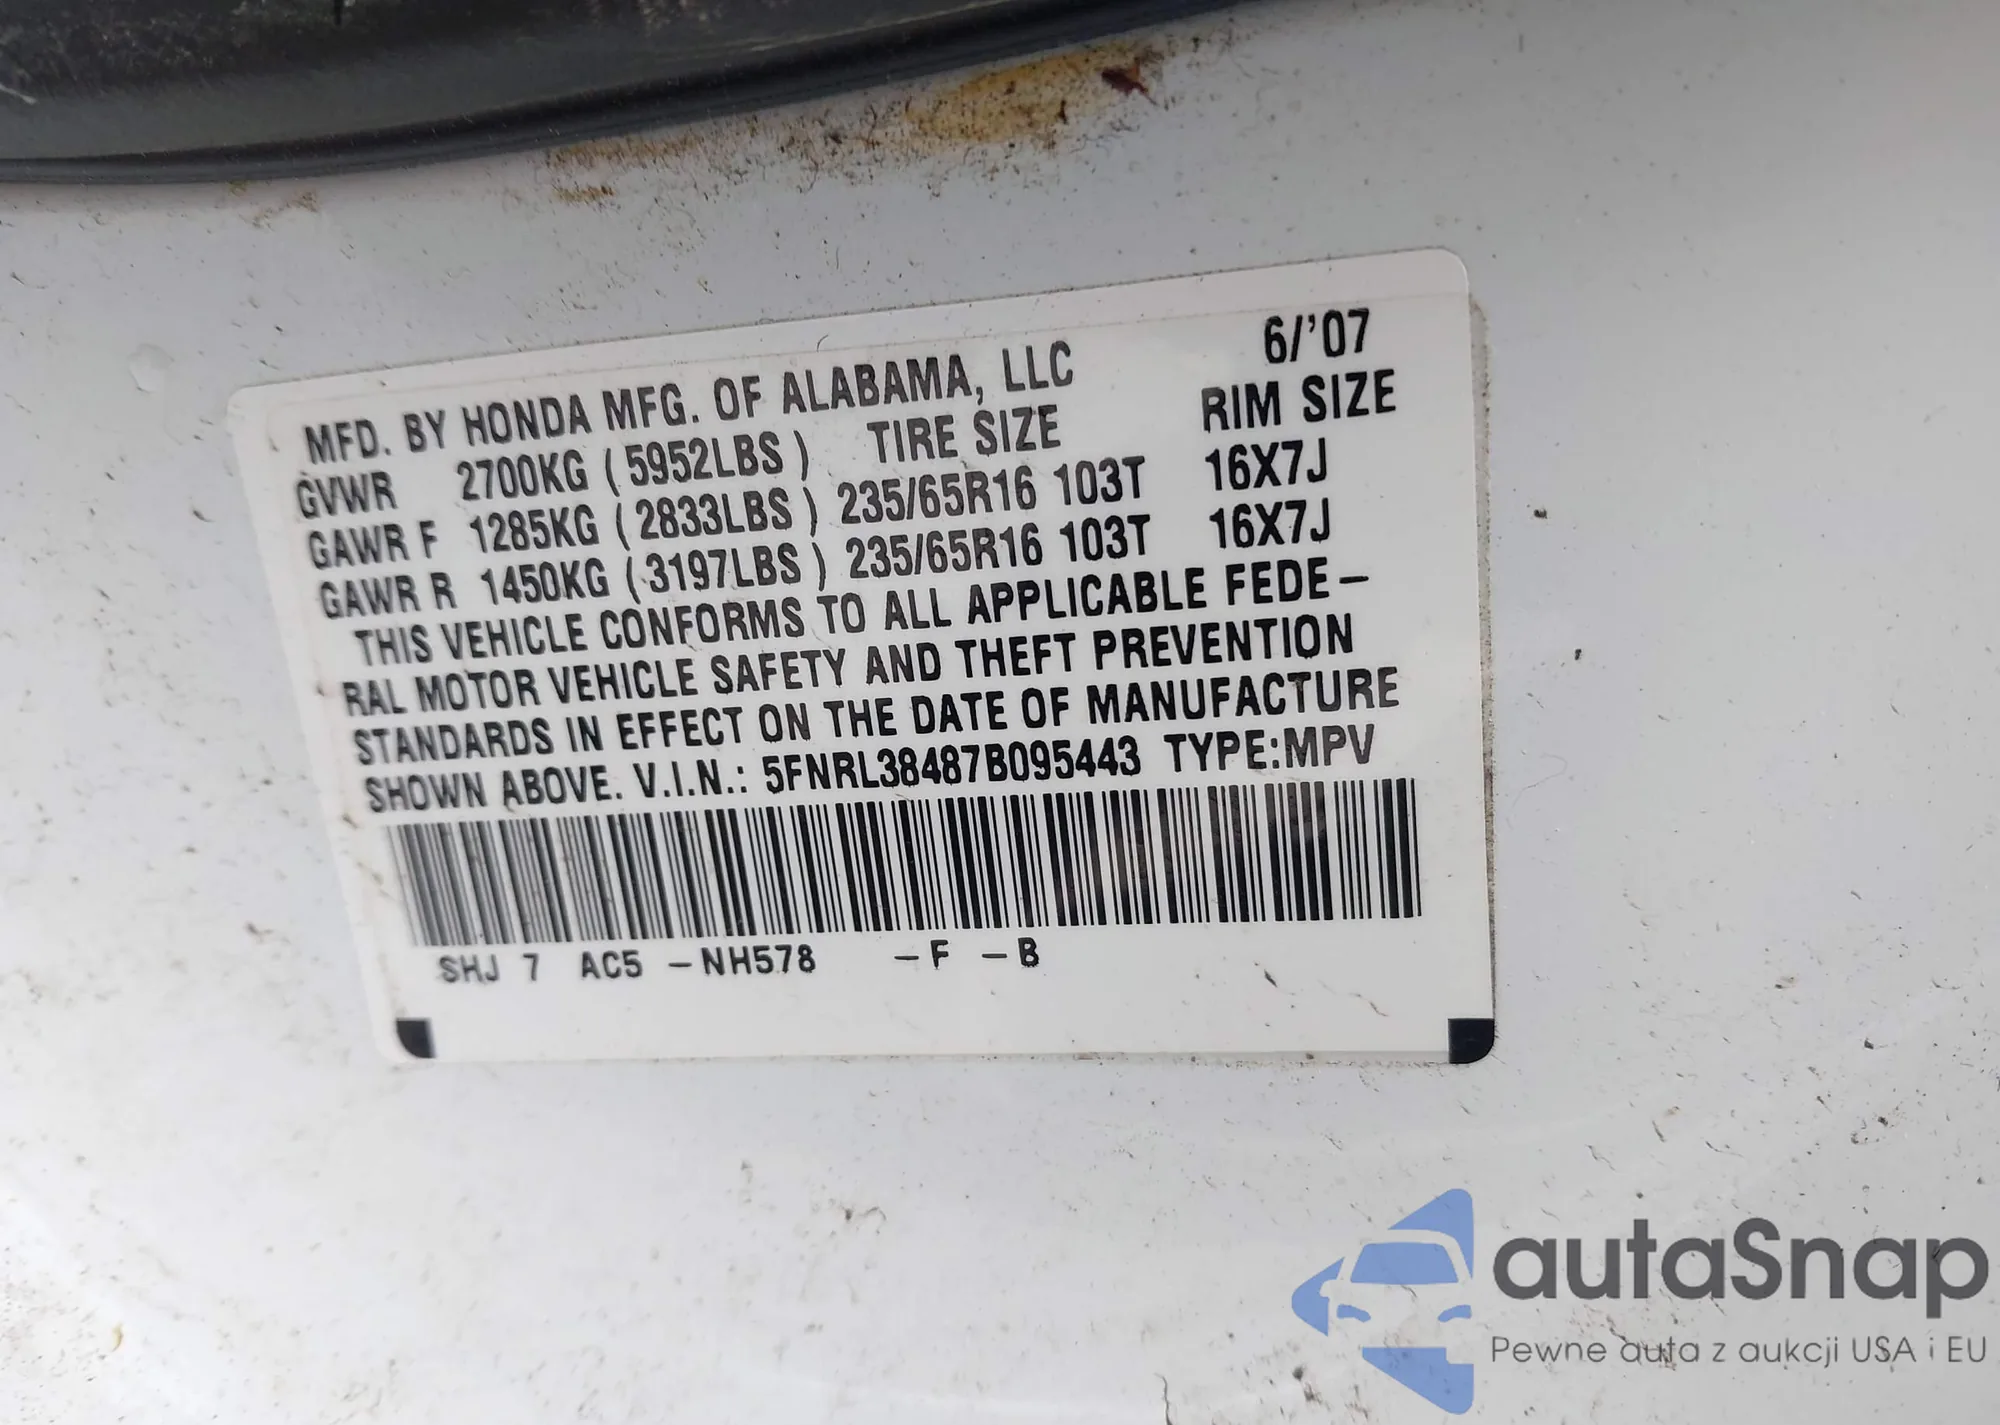 MFD. BY HONDA MFG. OF ALABAMA, LLC 6/'07
GVWR 2700KG ( 5952LBS ) TIRE SIZE RIM SIZE
GAWR F 1285KG ( 2833LBS ) 235/65R16 103T 16X7J
GAWR R 1450KG ( 3197LBS ) 235/65R16 103T 16X7J
THIS VEHICLE CONFORMS TO ALL APPLICABLE FEDE–
RAL MOTOR VEHICLE SAFETY AND THEFT PREVENTION
STANDARDS IN EFFECT ON THE DATE OF MANUFACTURE
SHOWN ABOVE. V.I.N.: 5FNRL38487B095443 TYPE:MPV
SHJ 7 AC5 –NH578 –F –B
autaSnap
Pewne auta z aukcji USA i EU